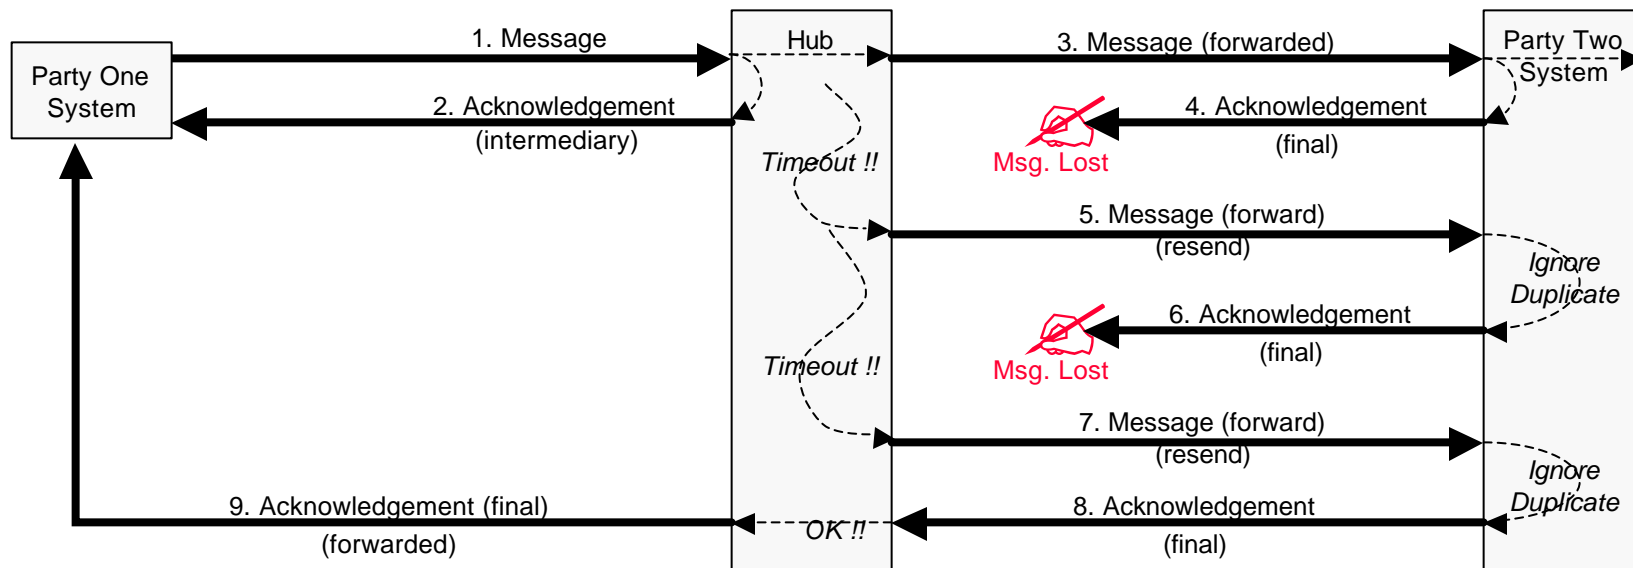 1. Message
Hub
3. Message (forwarded)
Party Two
System
Party One
System
2. Acknowledgement
(intermediary)
4. Acknowledgement
(final)
Timeout !!
Msg. Lost
5. Message (forward)
(resend)
Ignore
Duplicate
6. Acknowledgement
(final)
Timeout !!
Msg. Lost
7. Message (forward)
(resend)
Ignore
Duplicate
9. Acknowledgement (final)
(forwarded)
OK !!
8. Acknowledgement
(final)